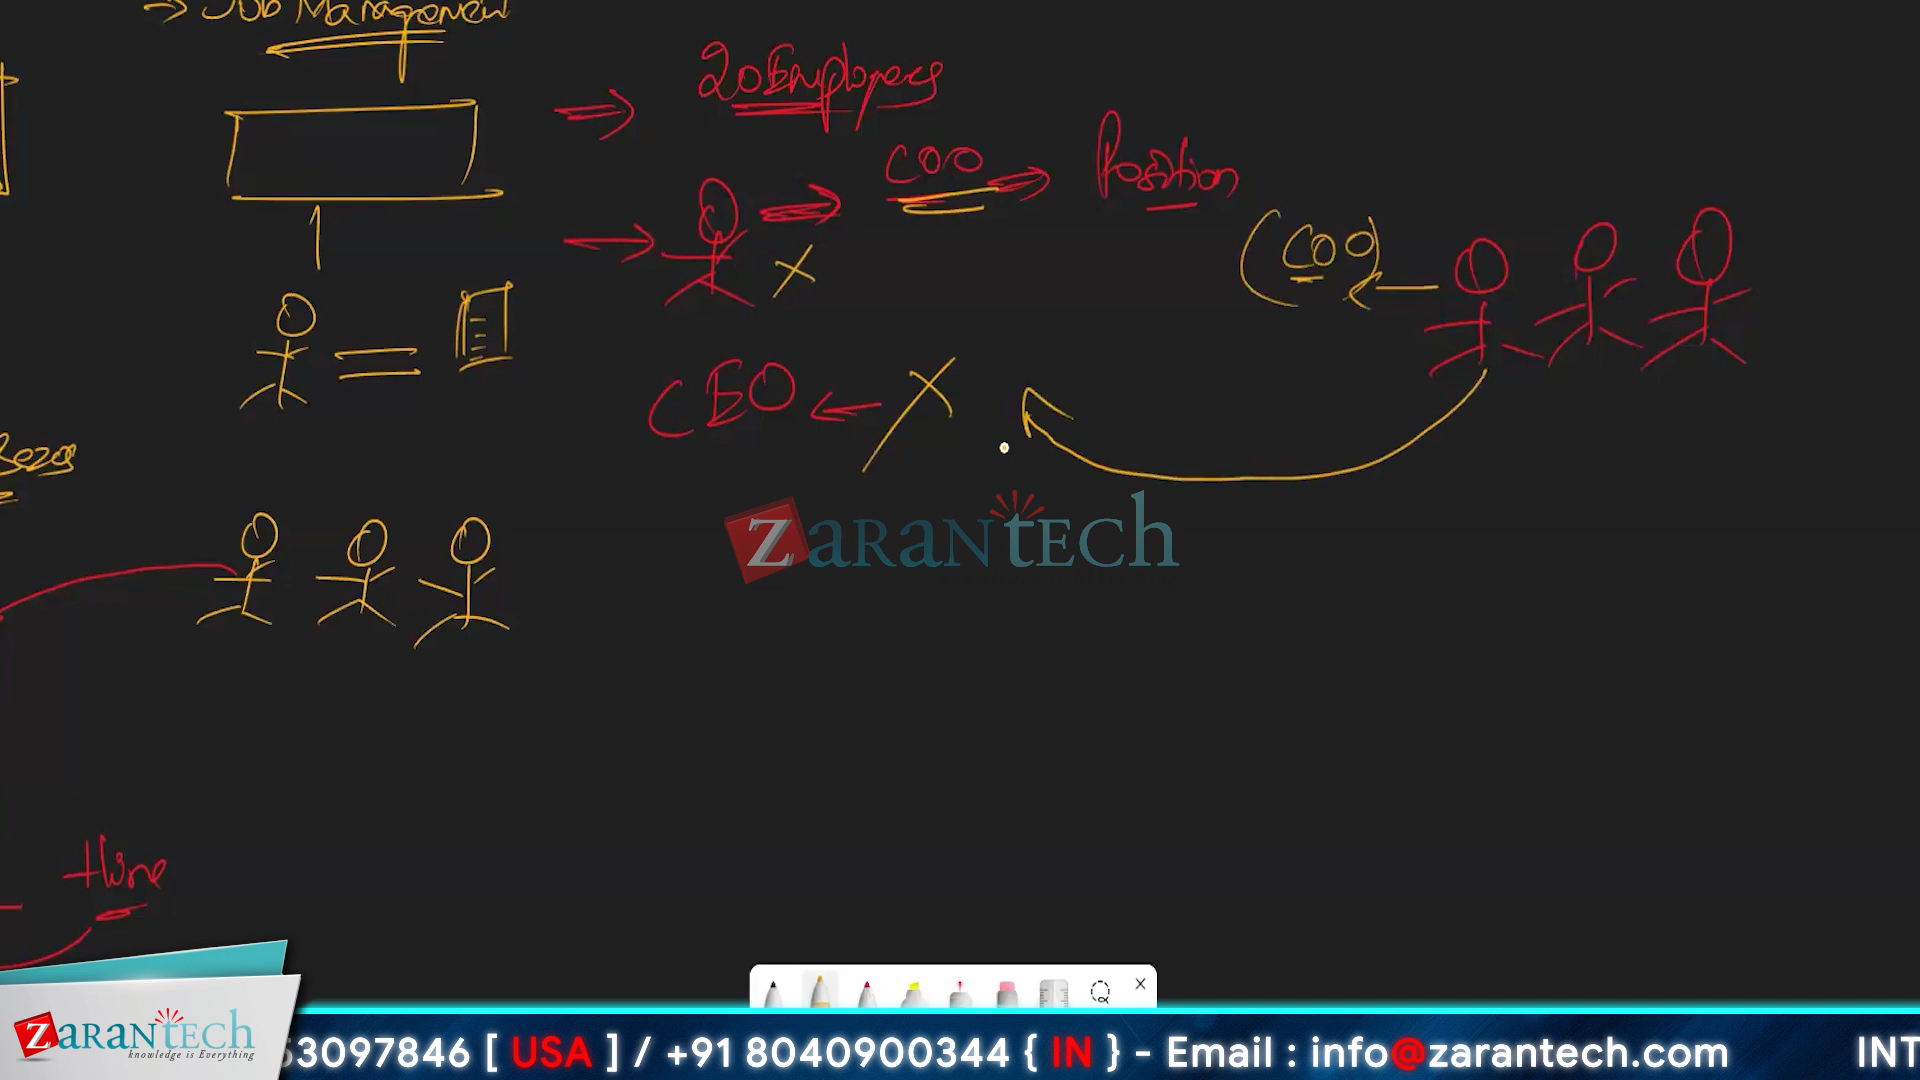 → Job Management
20 Employees
COO
Position
(COO)
CEO
Bezos
ZARANTECH
Hire
ZARANTECH
knowledge is Everything
53097846 [ USA ] / +91 8040900344 { IN } - Email : info@zarantech.com
INT